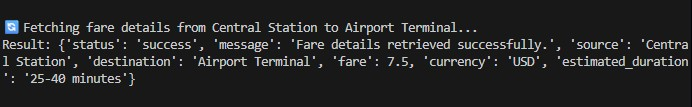 🔄 Fetching fare details from Central Station to Airport Terminal...
Result: {'status': 'success', 'message': 'Fare details retrieved successfully.', 'source': 'Centra
l Station', 'destination': 'Airport Terminal', 'fare': 7.5, 'currency': 'USD', 'estimated_duration
': '25-40 minutes'}